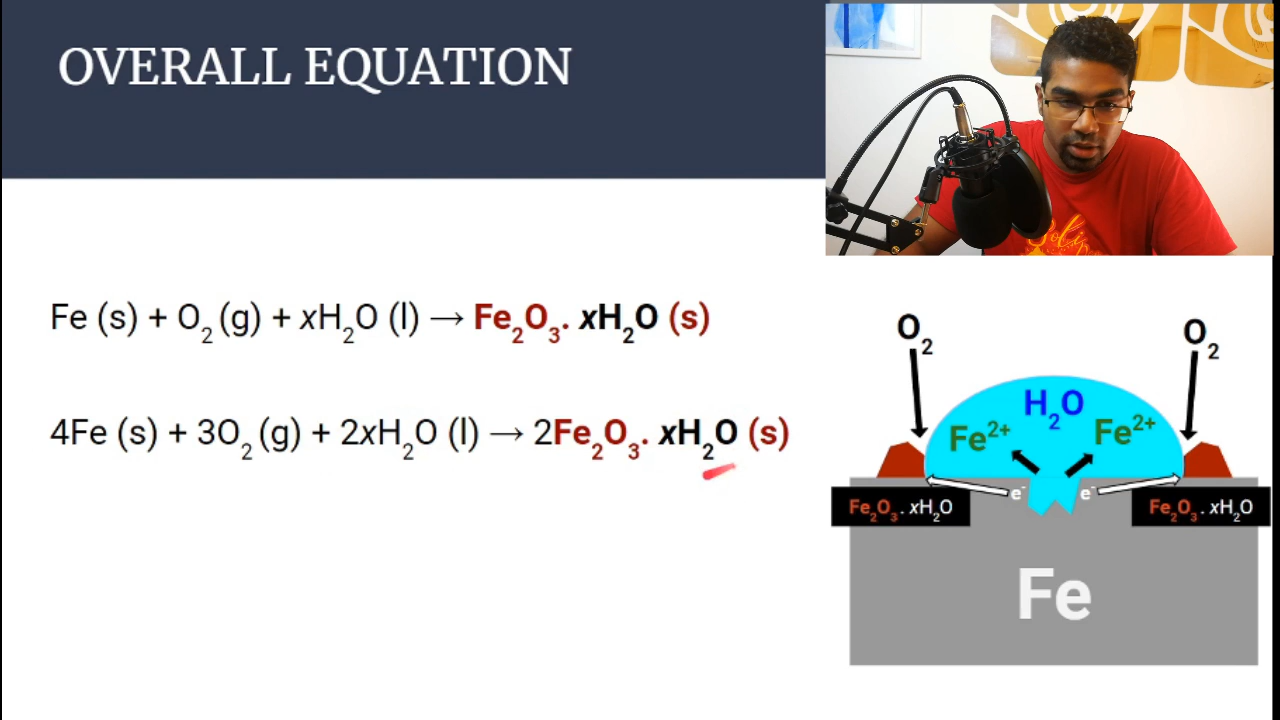 OVERALL EQUATION
Fe (s) + O₂ (g) + xH₂O (l) → Fe₂O₃. xH₂O (s)
4Fe (s) + 3O₂ (g) + 2xH₂O (l) → 2Fe₂O₃. xH₂O (s)
O₂ O₂
H₂O
Fe²⁺ Fe²⁺
e⁻ e⁻
Fe₂O₃ . xH₂O Fe₂O₃ . xH₂O
Fe